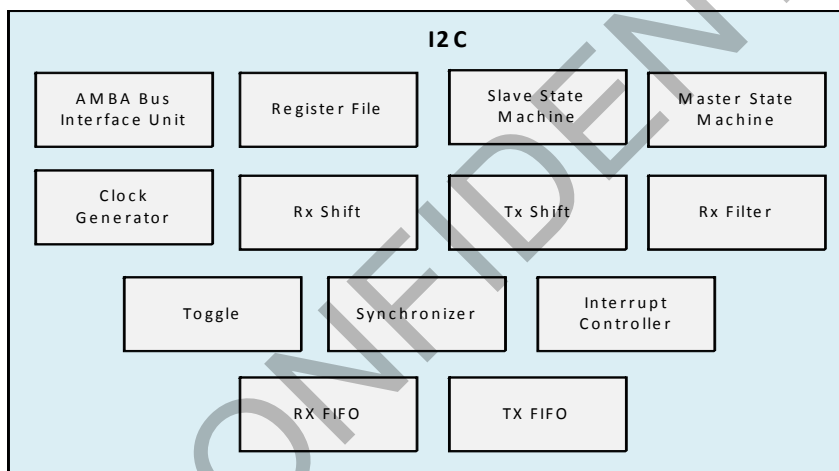 I2C
AMBA Bus
Interface Unit
Register File
Slave State
Machine
Master State
Machine
Clock
Generator
Rx Shift
Tx Shift
Rx Filter
Toggle
Synchronizer
Interrupt
Controller
RX FIFO
TX FIFO
ONFIDENT